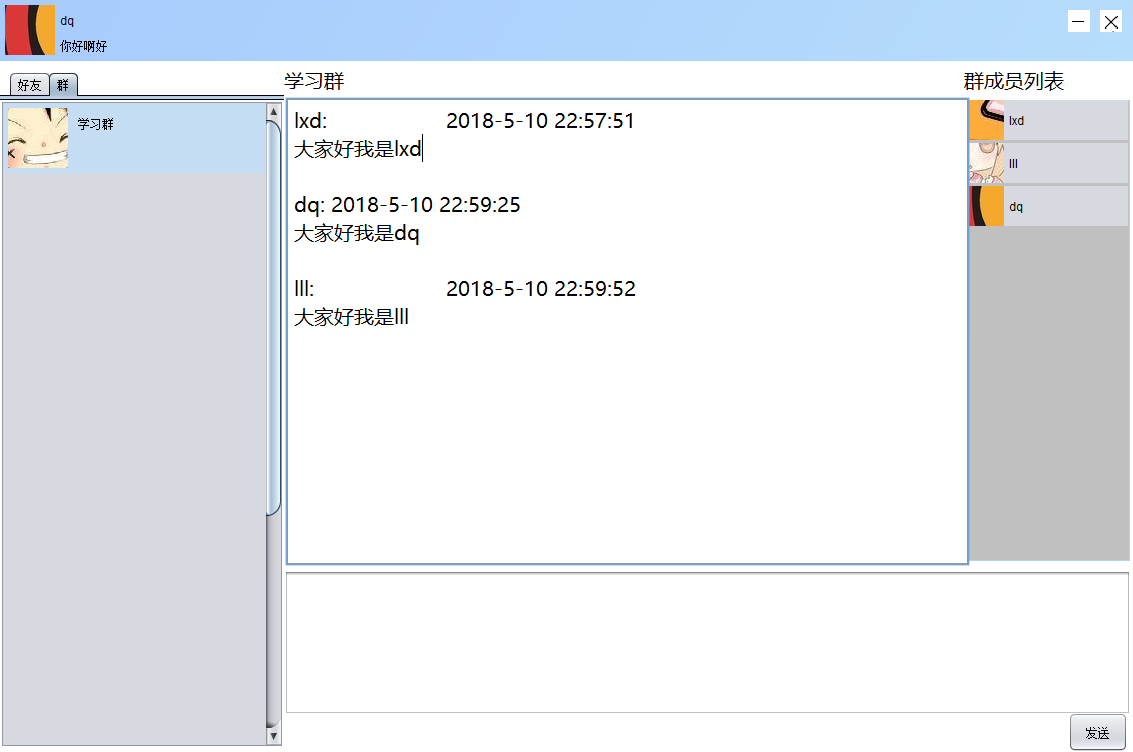 dq
你好啊好
好友 群
学习群
学习群
lxd: 2018-5-10 22:57:51
大家好我是lxd
dq: 2018-5-10 22:59:25
大家好我是dq
lll: 2018-5-10 22:59:52
大家好我是lll
群成员列表
lxd
lll
dq
发送